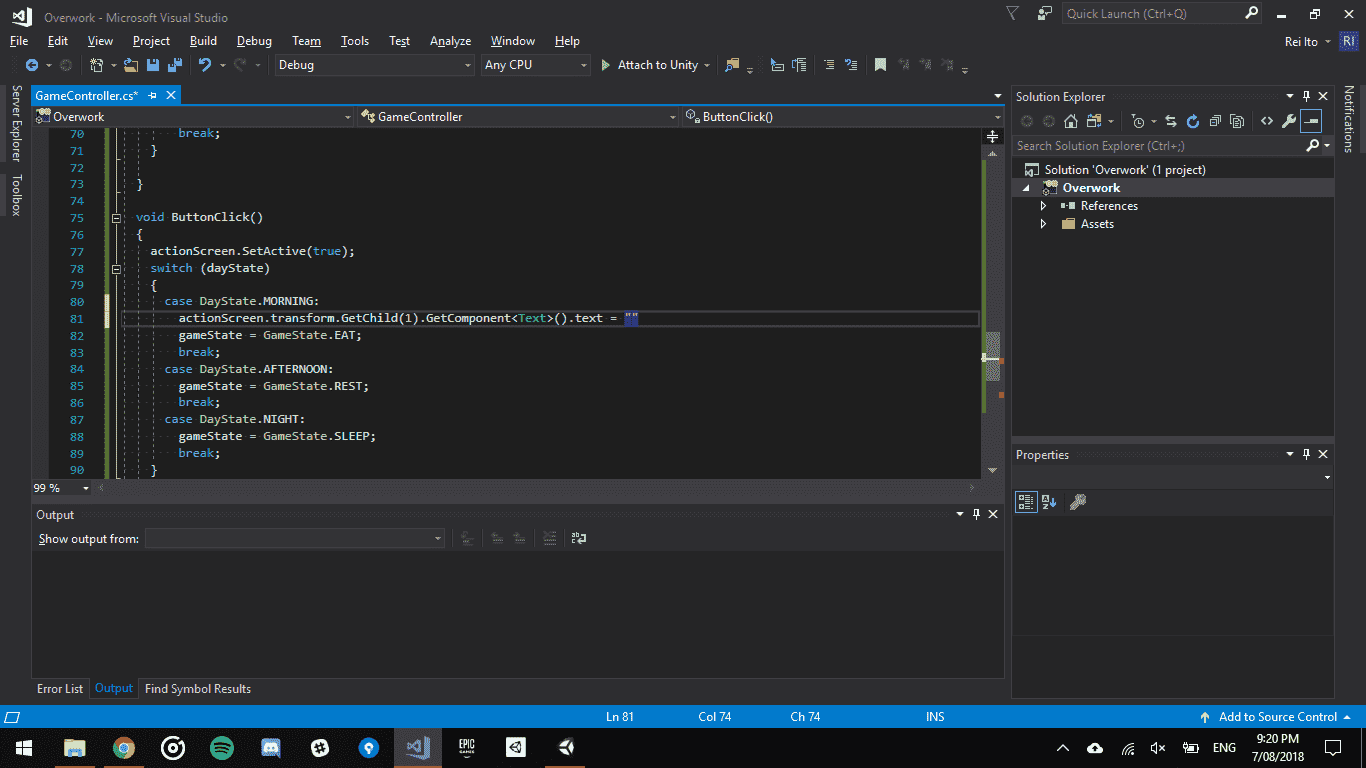 Overwork - Microsoft Visual Studio
Quick Launch (Ctrl+Q)
File Edit View Project Build Debug Team Tools Test Analyze Window Help
Rei Ito RI
Debug Any CPU Attach to Unity
Server Explorer
Toolbox
GameController.cs*
Overwork GameController ButtonClick()
70 break;
71 }
72
73 }
74
75 void ButtonClick()
76 {
77 actionScreen.SetActive(true);
78 switch (dayState)
79 {
80 case DayState.MORNING:
81 actionScreen.transform.GetChild(1).GetComponent<Text>().text = ""
82 gameState = GameState.EAT;
83 break;
84 case DayState.AFTERNOON:
85 gameState = GameState.REST;
86 break;
87 case DayState.NIGHT:
88 gameState = GameState.SLEEP;
89 break;
90 }
99 %
Output
Show output from:
Error List Output Find Symbol Results
Solution Explorer
Search Solution Explorer (Ctrl+;)
Solution 'Overwork' (1 project)
Overwork
References
Assets
Properties
Notifications
Ln 81 Col 74 Ch 74 INS Add to Source Control
EPIC
GAMES
ENG
9:20 PM
7/08/2018